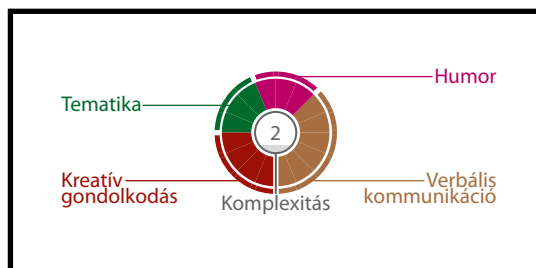 Humor
Tematika
2
Kreatív
gondolkodás
Komplexitás
Verbális
kommunikáció